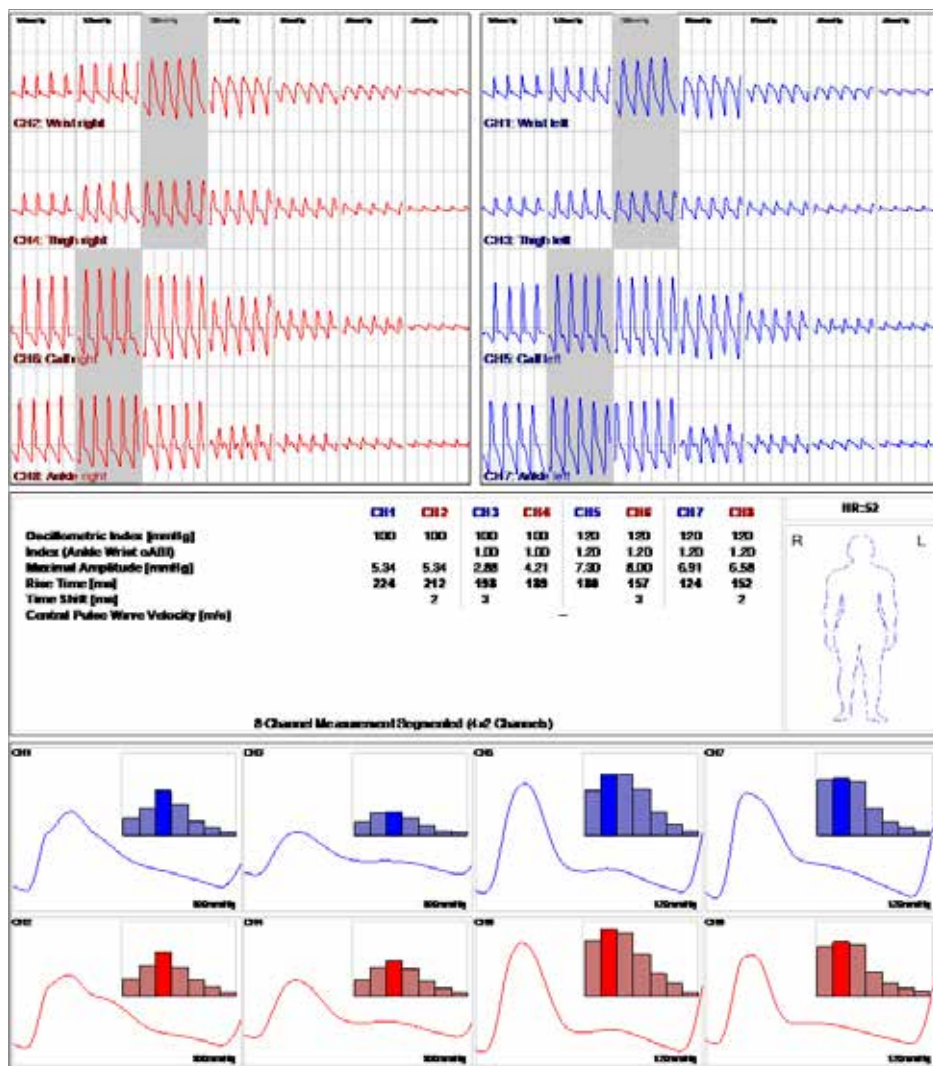 CH2: Wrist right
CH4: Thigh right
CH6: Calf right
CH8: Ankle right
CH1: Wrist left
CH3: Thigh left
CH5: Calf left
CH7: Ankle left
CH1 CH2 CH3 CH4 CH5 CH6 CH7 CH8
Oscillometric Index [mmHg] 100 100 100 100 120 120 120 120
Index (Ankle Wrist oABI) 1.00 1.00 1.20 1.20 1.20 1.20
Maximal Amplitude [mmHg] 5.34 5.34 2.88 4.21 7.30 8.00 6.91 6.58
Rise Time [ms] 224 212 198 189 180 157 124 152
Time Shift [ms] 2 3 3 2
Central Pulse Wave Velocity [m/s] --
8 Channel Measurement Segmented (4x2 Channels)
HR:52
R L
CH1 CH3 CH5 CH7
100mmHg 100mmHg 120mmHg 120mmHg
CH2
100mmHg 100mmHg 120mmHg 120mmHg